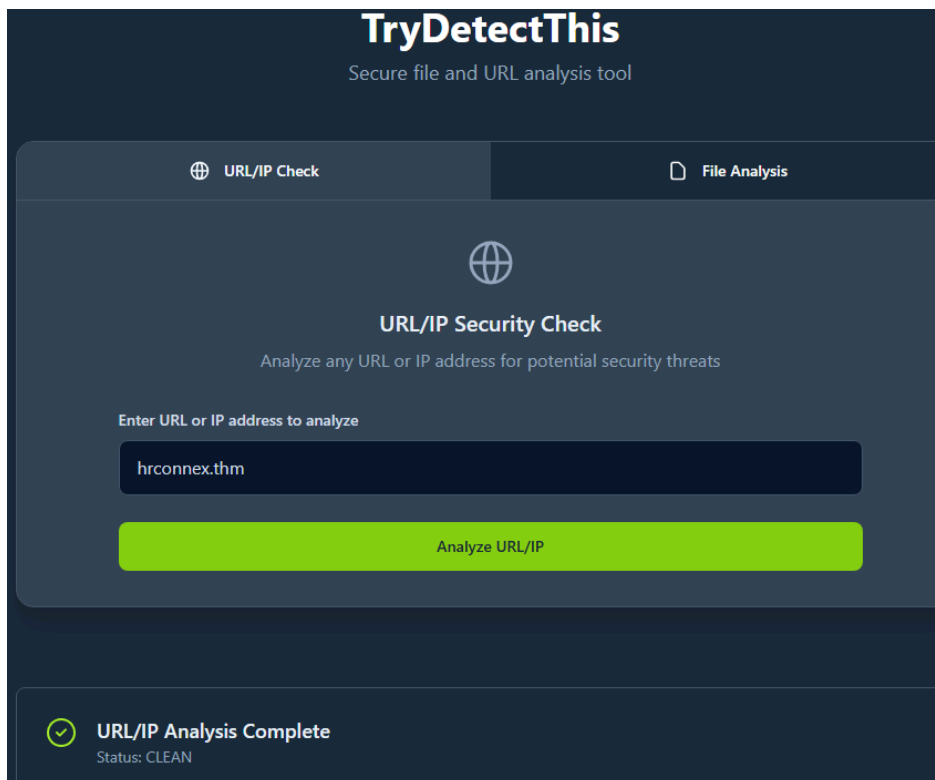 TryDetectThis
Secure file and URL analysis tool
URL/IP Check
File Analysis
URL/IP Security Check
Analyze any URL or IP address for potential security threats
Enter URL or IP address to analyze
hrconnex.thm
Analyze URL/IP
URL/IP Analysis Complete
Status: CLEAN